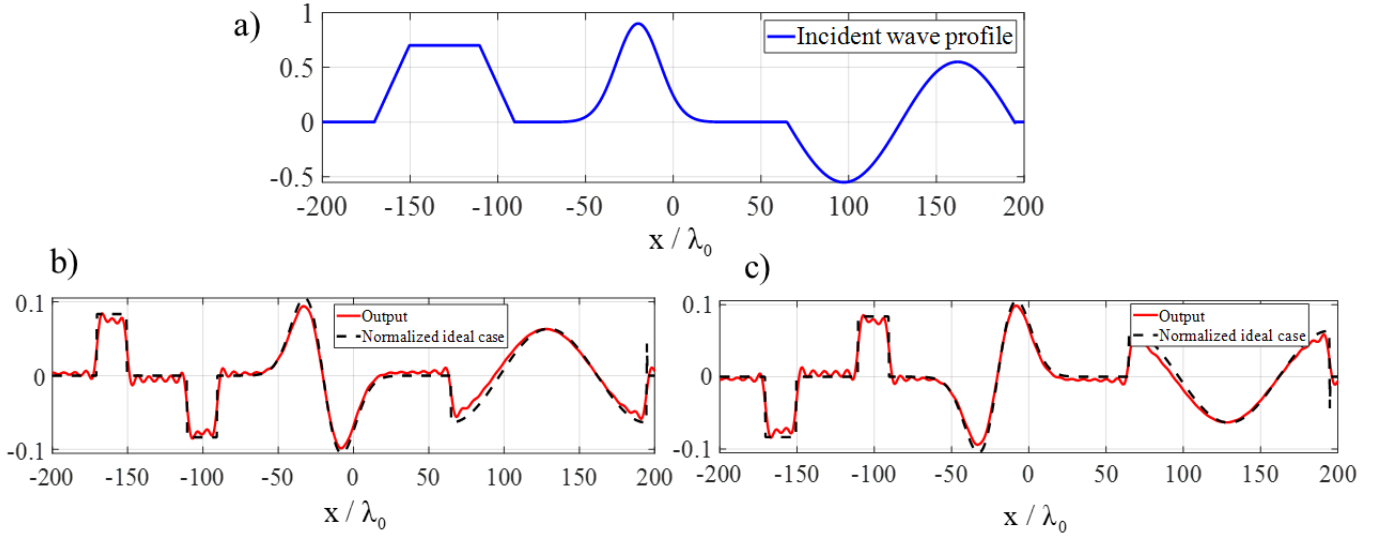 a)
1
0.5
0
-0.5
Incident wave profile
-200 -150 -100 -50 0 50 100 150 200
x / λ0
b)
0.1
0
-0.1
Output
Normalized ideal case
-200 -150 -100 -50 0 50 100 150 200
x / λ0
c)
0.1
0
-0.1
Output
Normalized ideal case
-200 -150 -100 -50 0 50 100 150 200
x / λ0